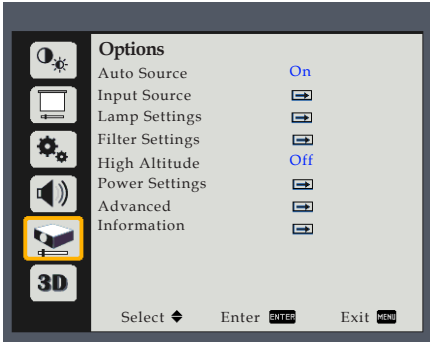 Options
Auto Source On
Input Source
Lamp Settings
Filter Settings
High Altitude Off
Power Settings
Advanced
Information
3D
Select Enter ENTER Exit MENU